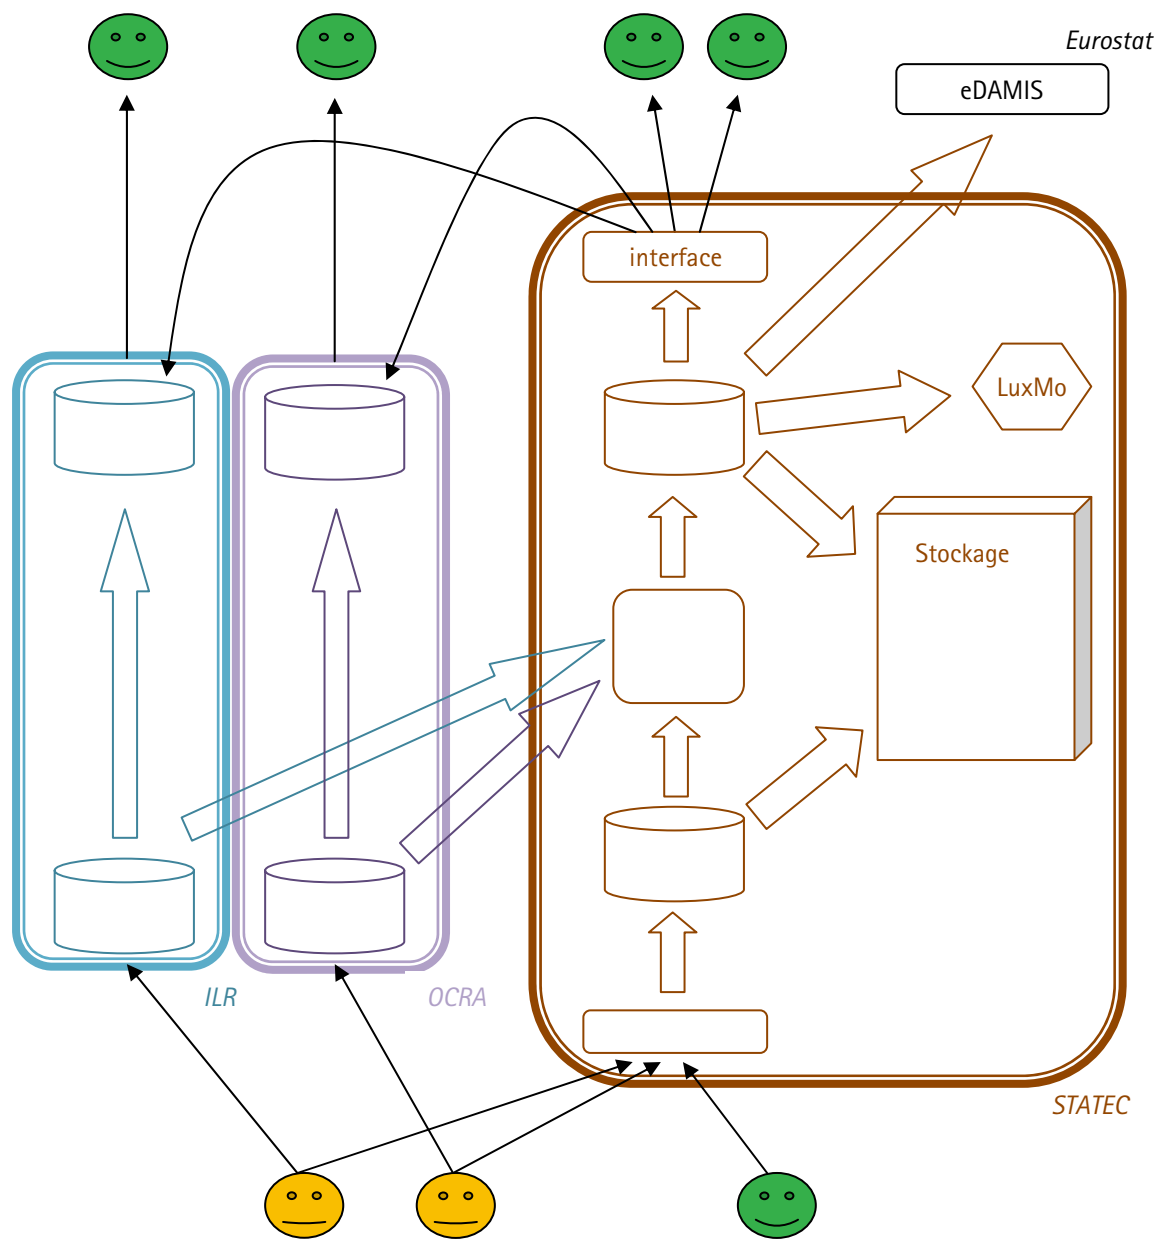 Eurostat
eDAMIS
interface
LuxMo
Stockage
ILR
OCRA
STATEC